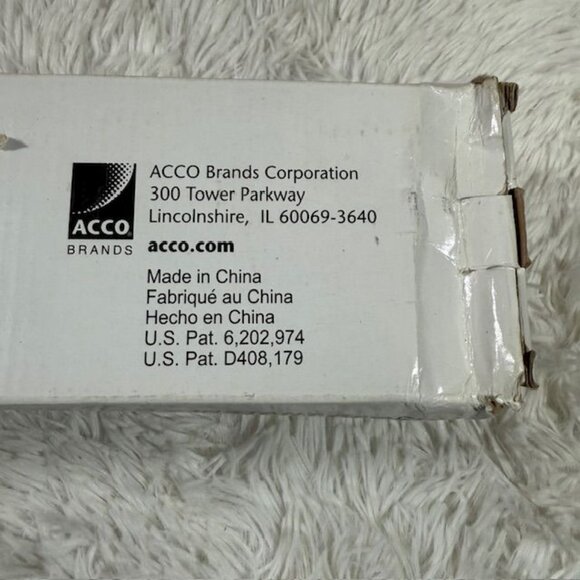 ACCO
BRANDS
ACCO Brands Corporation
300 Tower Parkway
Lincolnshire, IL 60069-3640
acco.com
Made in China
Fabriqué au China
Hecho en China
U.S. Pat. 6,202,974
U.S. Pat. D408,179